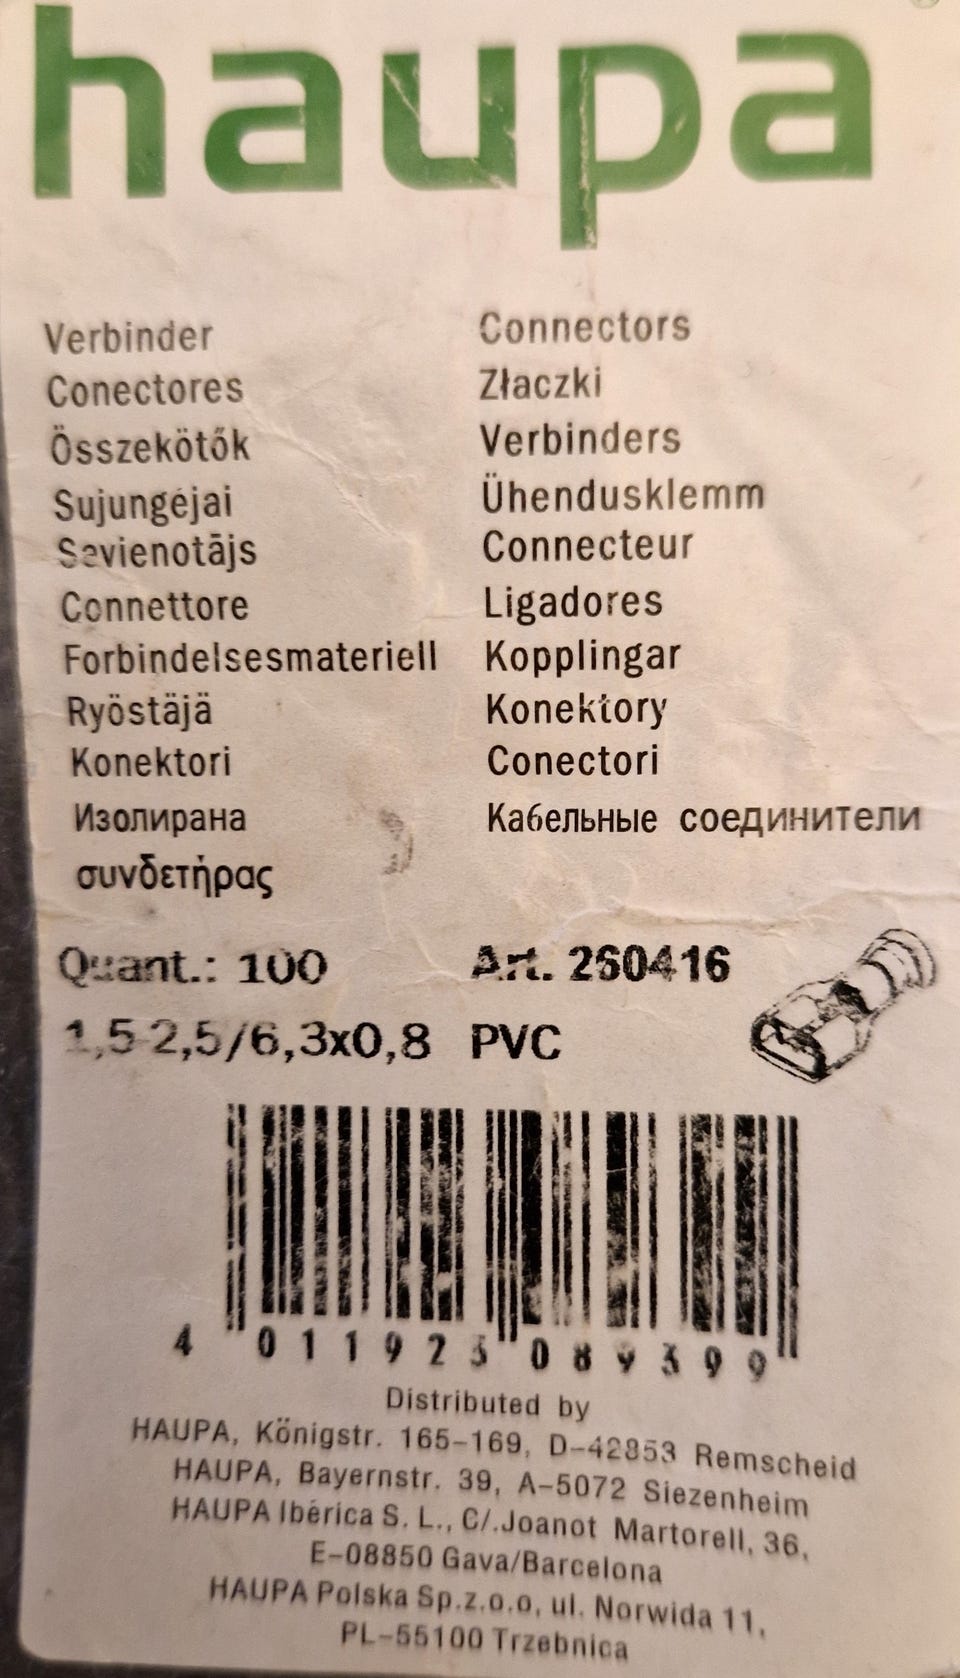 haupa
Verbinder
Conectores
Összekötők
Sujungėjai
Savienotājs
Connettore
Forbindelsesmateriell
Ryöstäjä
Konektori
Изолирана
συνδετήρας
Connectors
Złaczki
Verbinders
Ühendusklemm
Connecteur
Ligadores
Kopplingar
Konektory
Conectori
Кабельные соединители
Quant.: 100 Art. 260416
1,5-2,5/6,3x0,8 PVC
4 011923 089399
Distributed by
HAUPA, Königstr. 165-169, D-42853 Remscheid
HAUPA, Bayernstr. 39, A-5072 Siezenheim
HAUPA Ibérica S. L., C/.Joanot Martorell, 36,
E-08850 Gava/Barcelona
HAUPA Polska Sp.z.o.o, ul. Norwida 11,
PL-55100 Trzebnica